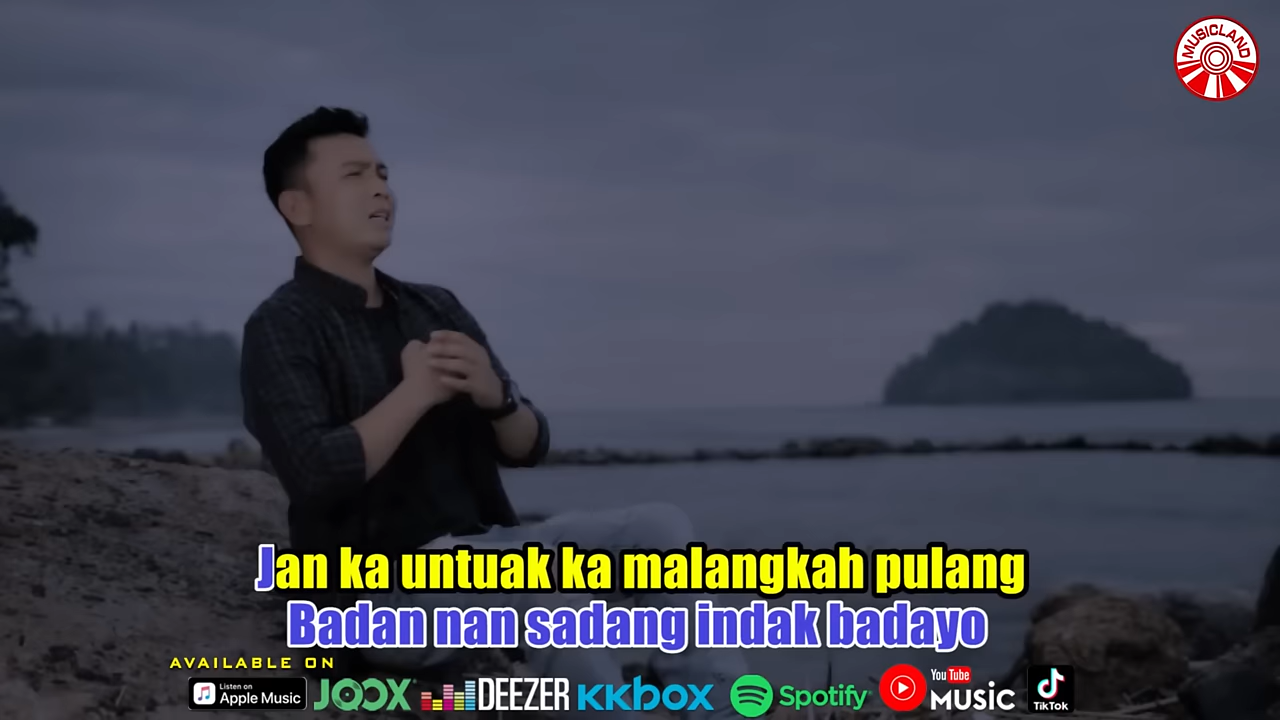 MUSICLAND
Jan ka untuak ka malangkah pulang
Badan nan sadang indak badayo
AVAILABLE ON
Listen on
Apple Music
JOOX
DEEZER
KKBOX
Spotify
YouTube
MUSIC
TikTok